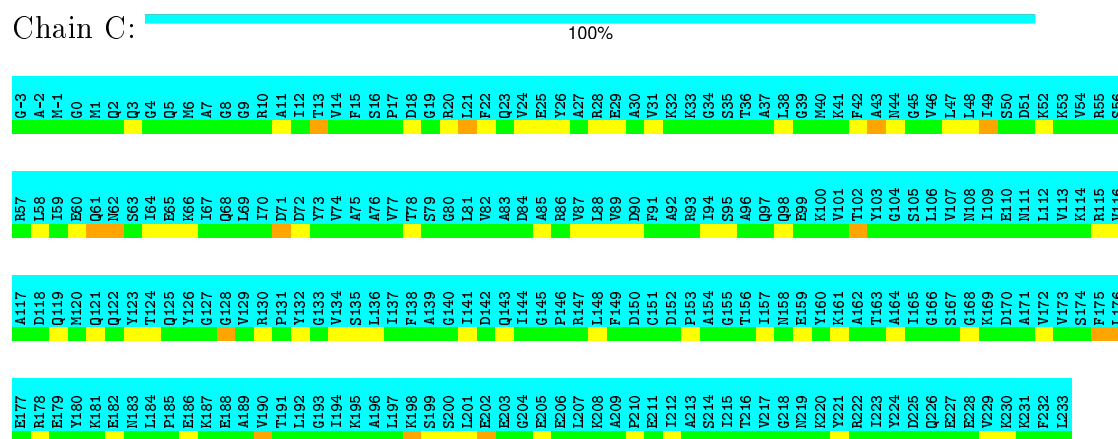 Chain C:
100%
G-3 A-2 M-1 G0 M1 Q2 Q3 G4 Q5 M6 A7 G8 G9 R10 A11 I12 T13 V14 F15 S16 P17 D18 G19 R20 L21 F22 Q23 V24 E25 Y26 A27 R28 E29 A30 V31 K32 K33 G34 S35 T36 A37 L38 G39 M40 K41 F42 A43 N44 G45 V46 L47 L48 I49 S50 D51 K52 K53 V54 R55 S56
R57 L58 I59 E60 Q61 N62 S63 I64 E65 K66 I67 Q68 L69 I70 D71 D72 Y73 V74 A75 A76 V77 T78 S79 G80 L81 V82 A83 D84 A85 R86 V87 L88 V89 D90 F91 A92 R93 I94 S95 A96 Q97 Q98 E99 K100 V101 T102 Y103 G104 S105 L106 V107 N108 I109 E110 N111 L112 V113 K114 R115 V116
A117 D118 Q119 M120 Q121 Q122 Y123 T124 Q125 Y126 G127 G128 V129 R130 P131 Y132 G133 V134 S135 L136 I137 F138 A139 G140 I141 D142 Q143 I144 G145 P146 R147 L148 F149 D150 C151 D152 P153 A154 G155 T156 I157 N158 E159 Y160 K161 A162 T163 A164 I165 G166 S167 G168 K169 D170 A171 V172 V173 S174 F175 L176
E177 R178 E179 Y180 K181 E182 N183 L184 P185 E186 K187 E188 A189 V190 T191 L192 G193 I194 K195 A196 L197 K198 S199 S200 L201 E202 E203 G204 E205 E206 L207 K208 A209 P210 E211 I212 A213 S214 I215 T216 V217 G218 N219 K220 Y221 R222 I223 Y224 D225 Q226 E227 E228 V229 K230 K231 F232 L233